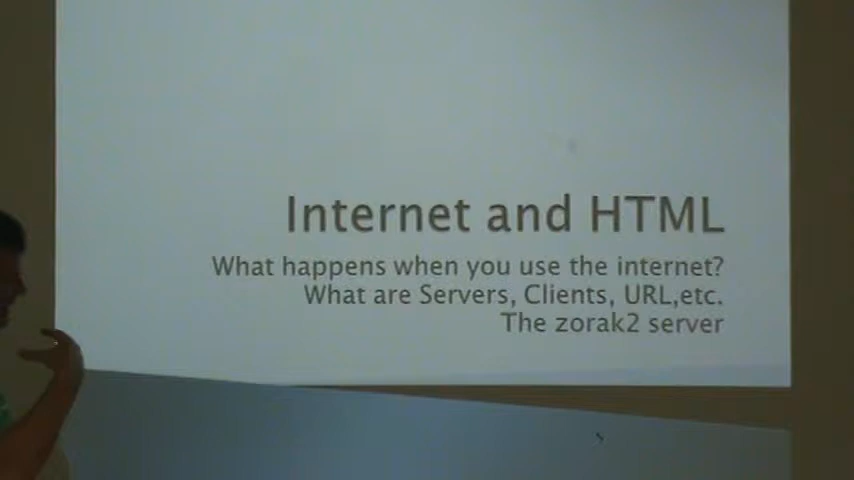 Internet and HTML
What happens when you use the internet?
What are Servers, Clients, URL,etc.
The zorak2 server